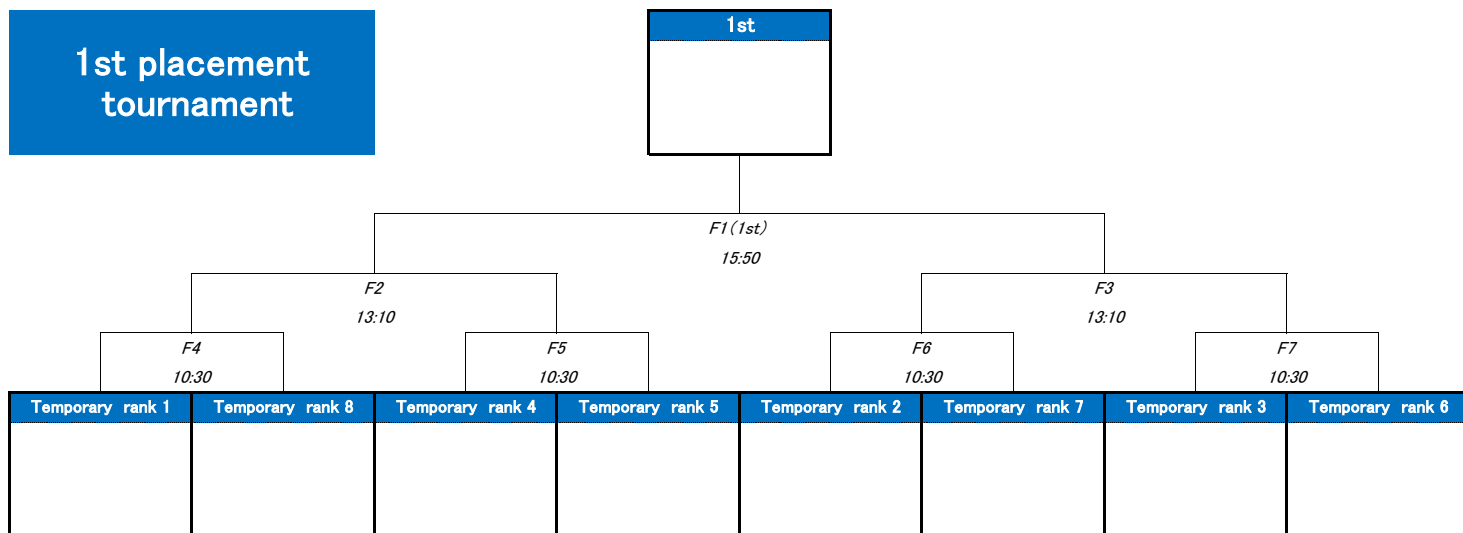 1st placement
tournament
1st
F1(1st)
15:50
F2
F3
13:10
13:10
F4
F5
F6
F7
10:30
10:30
10:30
10:30
Temporary rank 1
Temporary rank 8
Temporary rank 4
Temporary rank 5
Temporary rank 2
Temporary rank 7
Temporary rank 3
Temporary rank 6